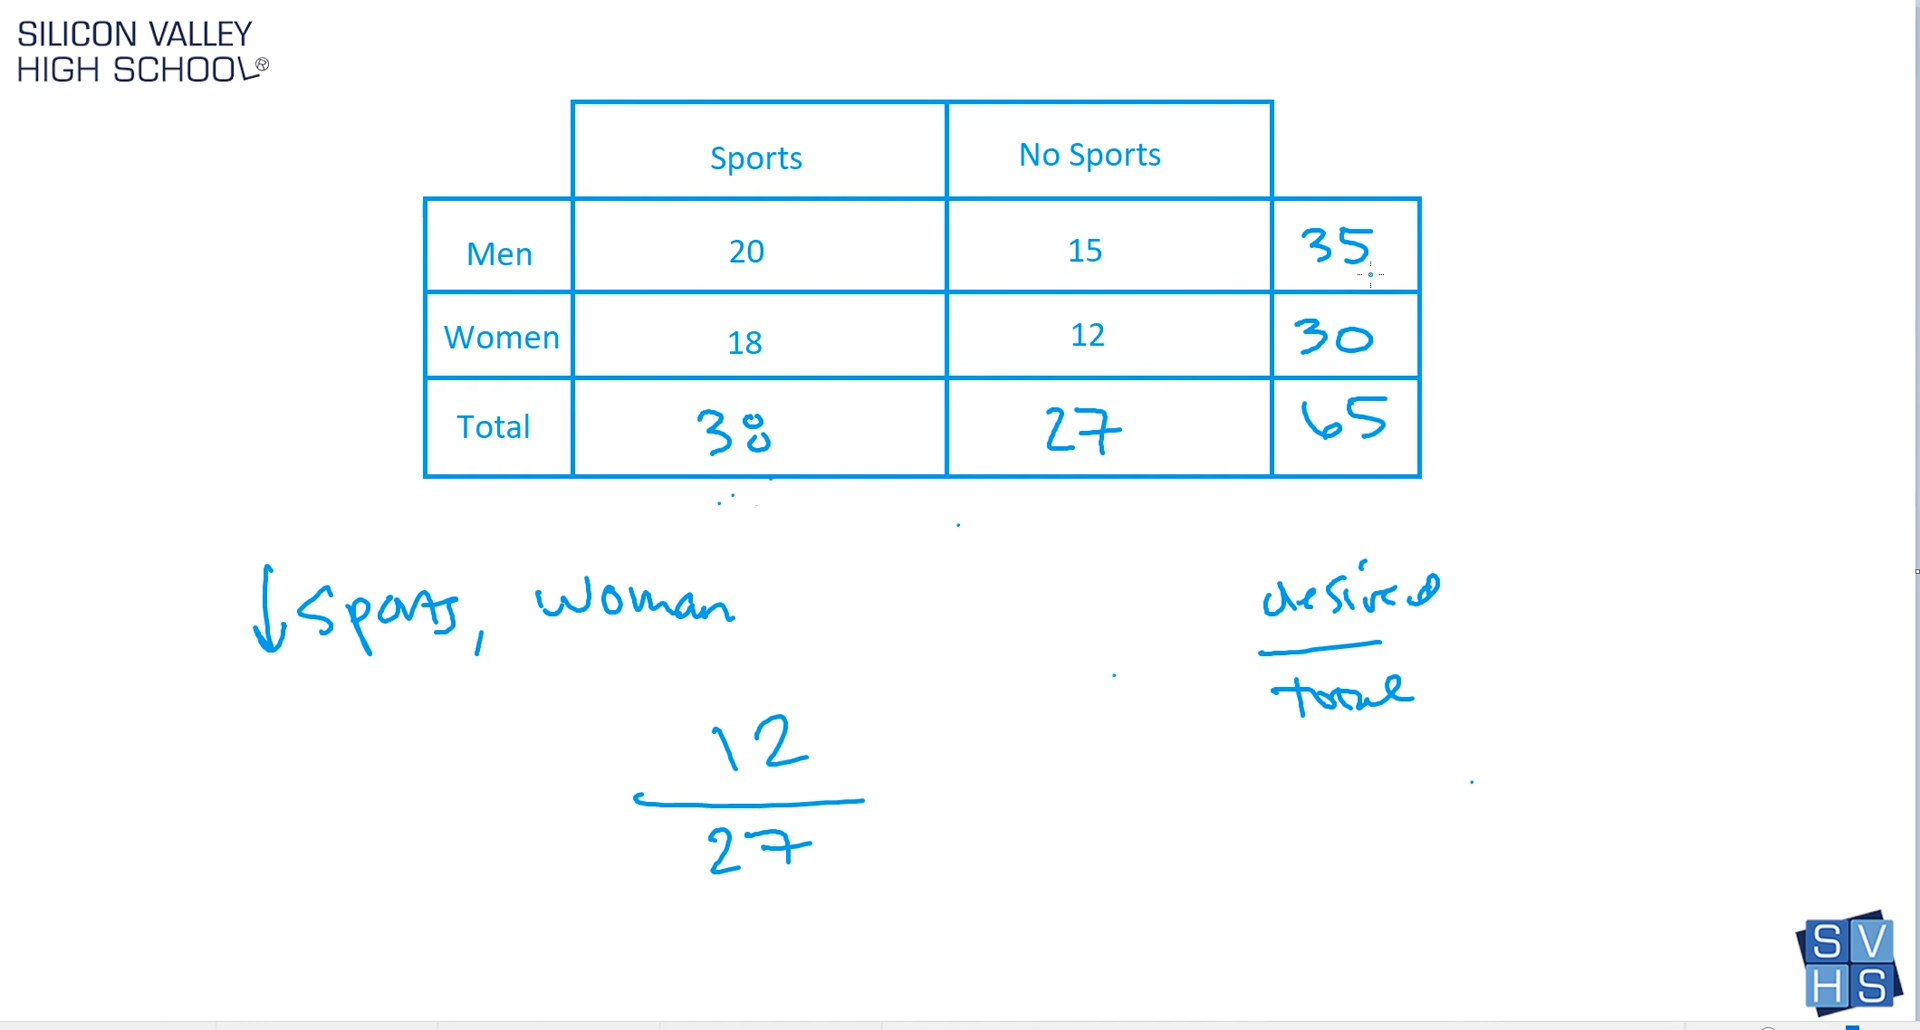 SILICON VALLEY
HIGH SCHOOL®
Sports No Sports
Men 20 15 35
Women 18 12 30
Total 38 27 65
↓ Sports, woman
desired
total
12
27
SV
HS